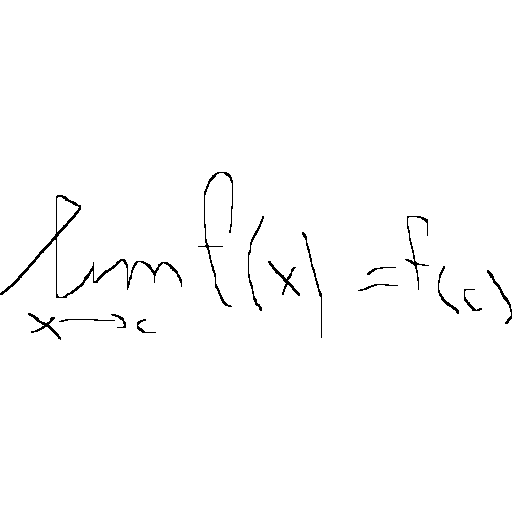 lim f(x) = f(c)
x→c